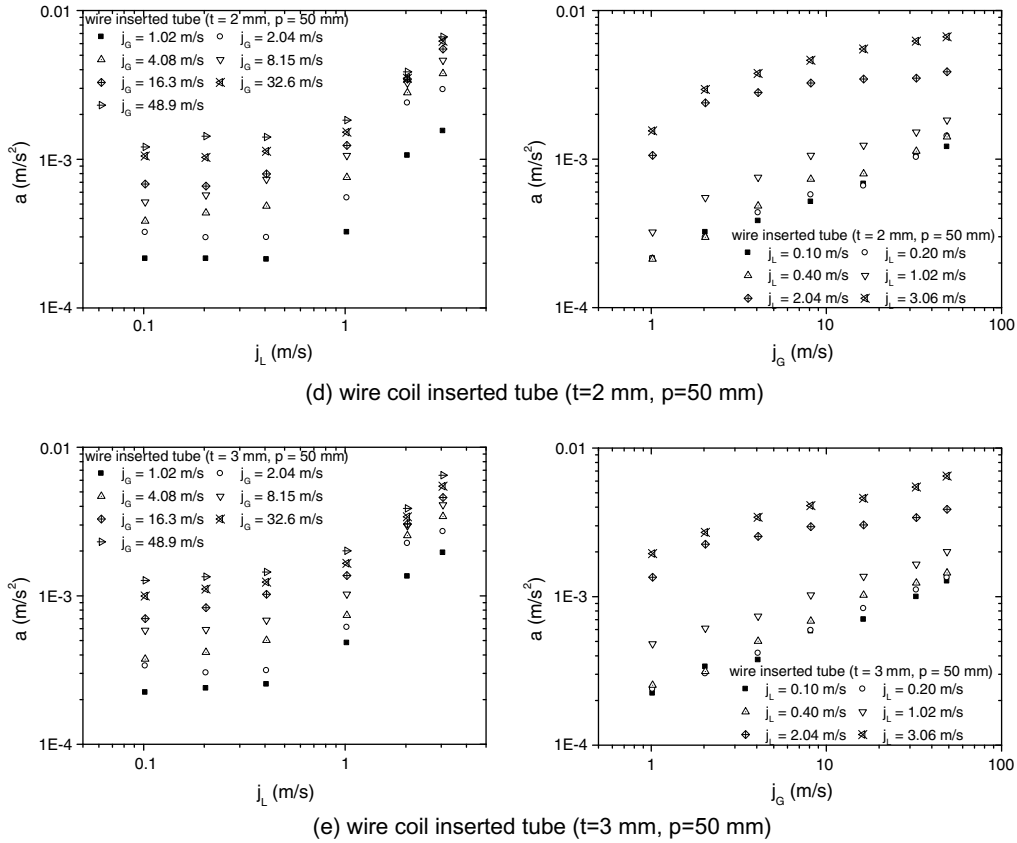 wire inserted tube (t = 2 mm, p = 50 mm)
j_G = 1.02 m/s j_G = 2.04 m/s
j_G = 4.08 m/s j_G = 8.15 m/s
j_G = 16.3 m/s j_G = 32.6 m/s
j_G = 48.9 m/s
0.01
1E-3
1E-4
a (m/s²)
0.1 1
j_L (m/s)
0.01
1E-3
1E-4
a (m/s²)
wire inserted tube (t = 2 mm, p = 50 mm)
j_L = 0.10 m/s j_L = 0.20 m/s
j_L = 0.40 m/s j_L = 1.02 m/s
j_L = 2.04 m/s j_L = 3.06 m/s
1 10 100
j_G (m/s)
(d) wire coil inserted tube (t=2 mm, p=50 mm)
wire inserted tube (t = 3 mm, p = 50 mm)
j_G = 1.02 m/s j_G = 2.04 m/s
j_G = 4.08 m/s j_G = 8.15 m/s
j_G = 16.3 m/s j_G = 32.6 m/s
j_G = 48.9 m/s
0.01
1E-3
1E-4
a (m/s²)
0.1 1
j_L (m/s)
0.01
1E-3
1E-4
a (m/s²)
wire inserted tube (t = 3 mm, p = 50 mm)
j_L = 0.10 m/s j_L = 0.20 m/s
j_L = 0.40 m/s j_L = 1.02 m/s
j_L = 2.04 m/s j_L = 3.06 m/s
1 10 100
j_G (m/s)
(e) wire coil inserted tube (t=3 mm, p=50 mm)